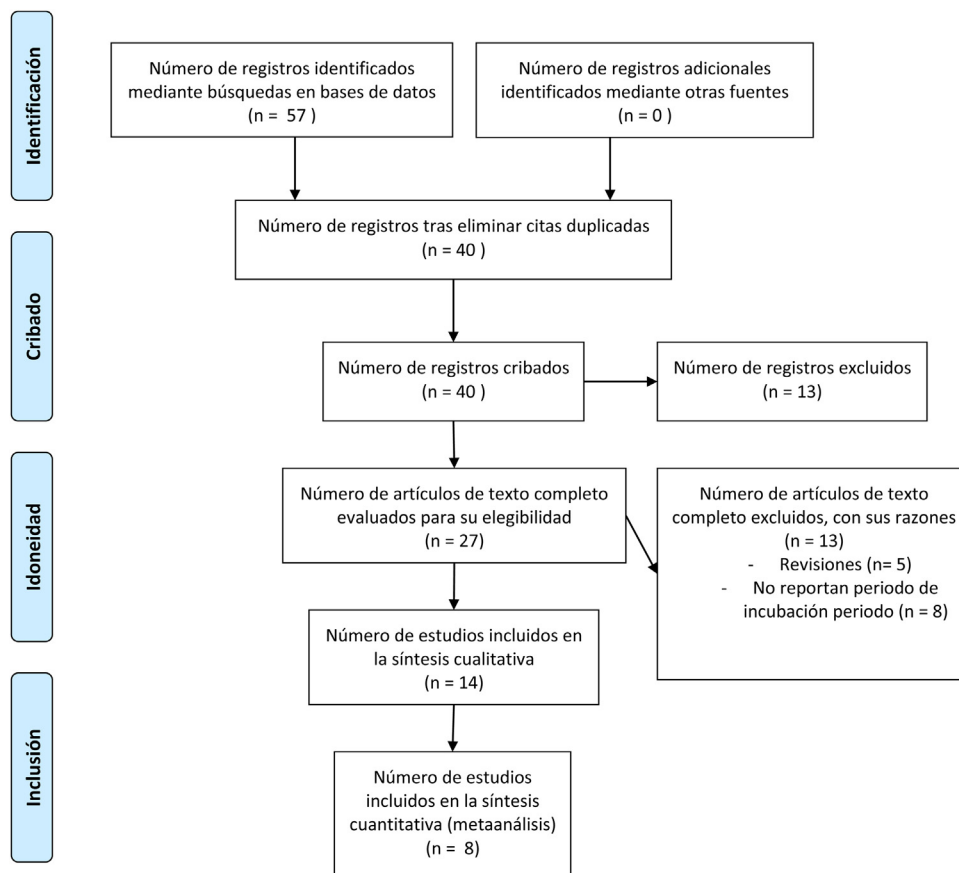 Identificación
Número de registros identificados
mediante búsquedas en bases de datos
(n = 57 )
Número de registros adicionales
identificados mediante otras fuentes
(n = 0 )
Número de registros tras eliminar citas duplicadas
(n = 40 )
Cribado
Número de registros cribados
(n = 40 )
Número de registros excluidos
(n = 13)
Idoneidad
Número de artículos de texto completo
evaluados para su elegibilidad
(n = 27)
Número de artículos de texto
completo excluidos, con sus razones
(n = 13)
- Revisiones (n= 5)
- No reportan periodo de
incubación periodo (n = 8)
Número de estudios incluidos en
la síntesis cualitativa
(n = 14)
Inclusión
Número de estudios
incluidos en la síntesis
cuantitativa (metaanálisis)
(n = 8)